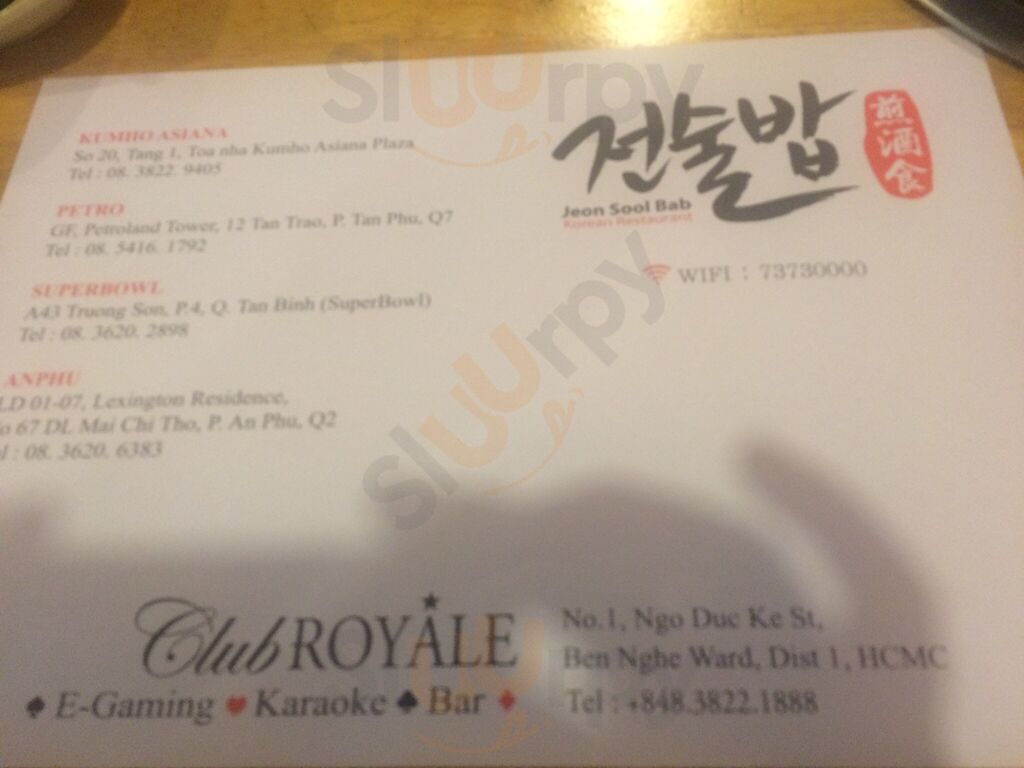 KUMHO ASIANA
So 20, Tang 1, Toa nha Kumho Asiana Plaza
Tel : 08. 3822. 9405
PETRO
GF, Petroland Tower, 12 Tan Trao, P. Tan Phu, Q7
Tel : 08. 5416. 1792
SUPERBOWL
A43 Truong Son, P.4, Q. Tan Binh (SuperBowl)
Tel : 08. 3620. 2898
ANPHU
LD 01-07, Lexington Residence,
67 DL Mai Chi Tho, P. An Phu, Q2
: 08. 3620. 6383
전술밥
煎酒食
Jeon Sool Bab
Korean Restaurant
WIFI : 73730000
Club ROYALE
♠ E-Gaming ♥ Karaoke ♣ Bar ♦
No.1, Ngo Duc Ke St,
Ben Nghe Ward, Dist 1, HCMC
Tel : +848.3822.1888
Sluurpy
Sluurpy